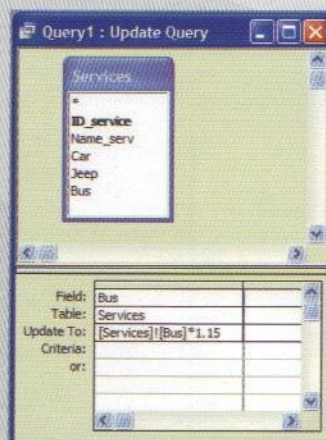 Query1 : Update Query
Services
*
ID_service
Name_serv
Car
Jeep
Bus
Field: Bus
Table: Services
Update To: [Services]![Bus]*1.15
Criteria:
or: